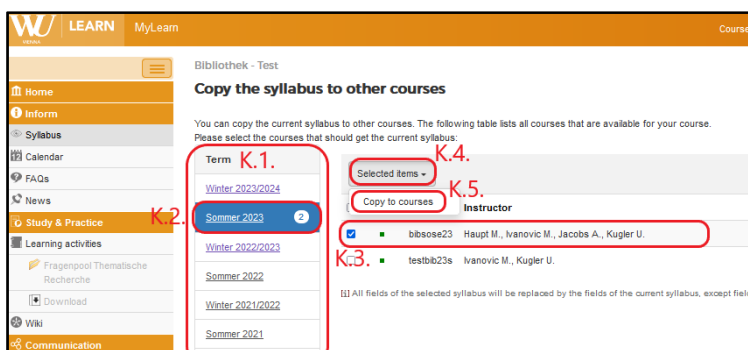 WU LEARN MyLearn Course
VIENNA
Bibliothek - Test
Copy the syllabus to other courses
You can copy the current syllabus to other courses. The following table lists all courses that are available for your course.
Please select the courses that should get the current syllabus:
Home
Inform
Syllabus
Calendar
FAQs
News
Study & Practice
Learning activities
Fragenpool Thematische
Recherche
Download
Wiki
Communication
Term K.1.
Winter 2023/2024
K.2. Sommer 2023 2
Winter 2022/2023
Sommer 2022
Winter 2021/2022
Sommer 2021
K.4.
Selected items
K.5.
Copy to courses
Instructor
bibsose23 Haupt M., Ivanovic M., Jacobs A., Kugler U.
K.3.
testbib23s Ivanovic M., Kugler U.
[1] All fields of the selected syllabus will be replaced by the fields of the current syllabus, except fiel